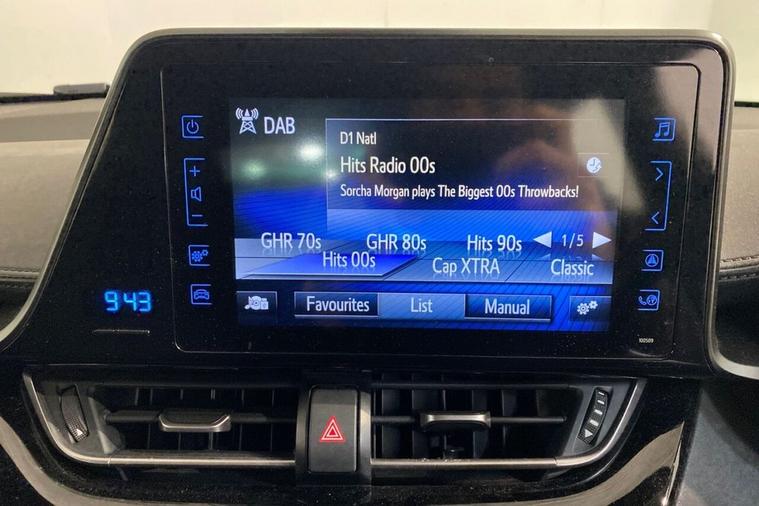 DAB
D1 Natl
Hits Radio 00s
Sorcha Morgan plays The Biggest 00s Throwbacks!
GHR 70s GHR 80s Hits 90s 1/5
Hits 00s Cap XTRA Classic
Favourites List Manual
9:43
100509